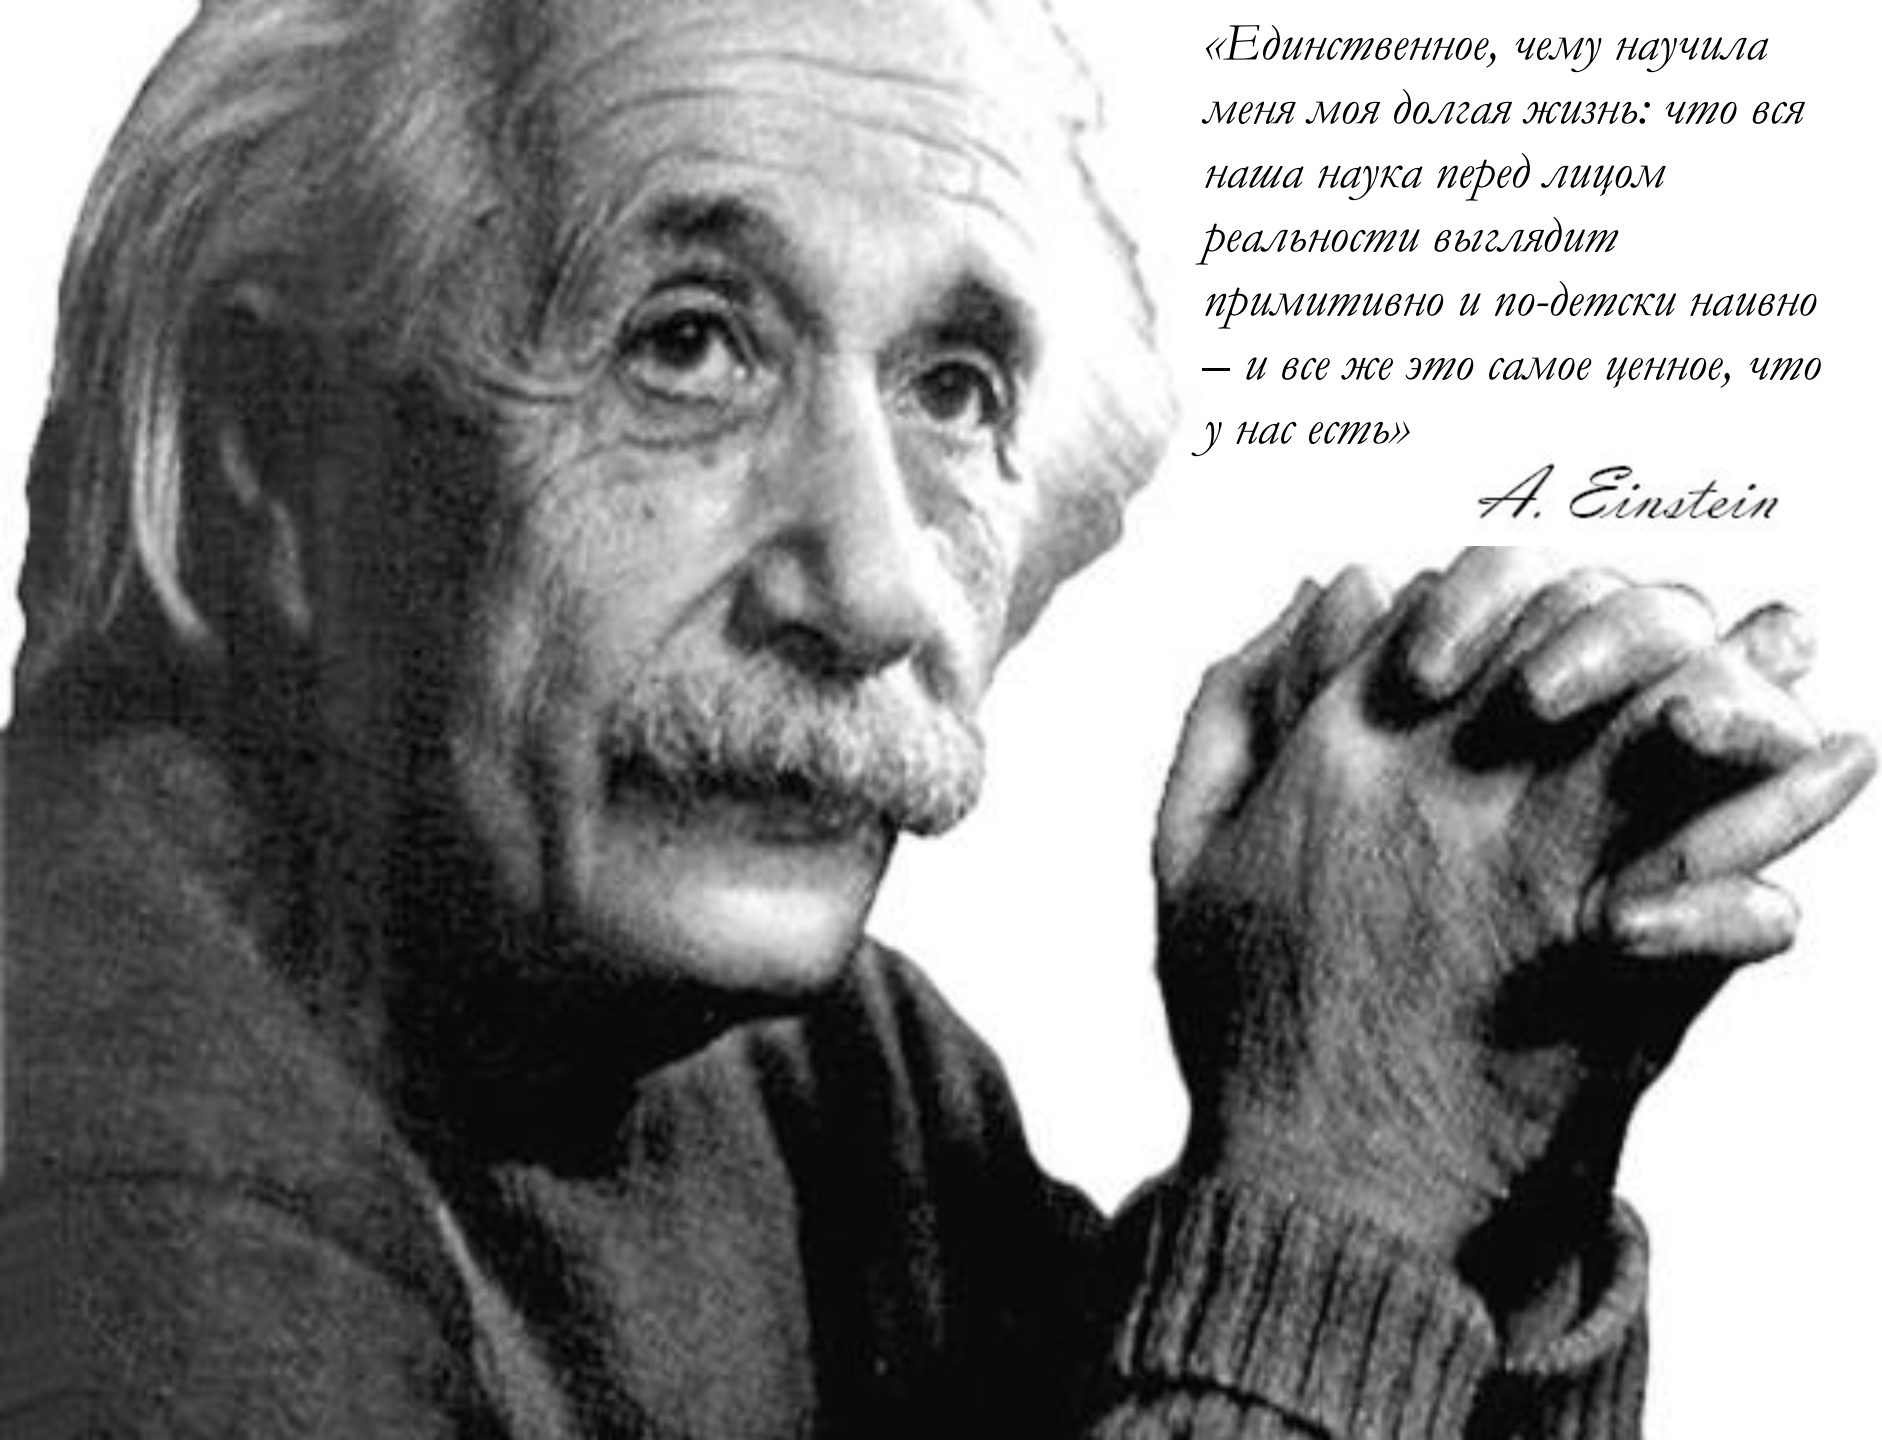 «Единственное, чему научила
меня моя долгая жизнь: что вся
наша наука перед лицом
реальности выглядит
примитивно и по-детски наивно
– и все же это самое ценное, что
у нас есть»
A. Einstein